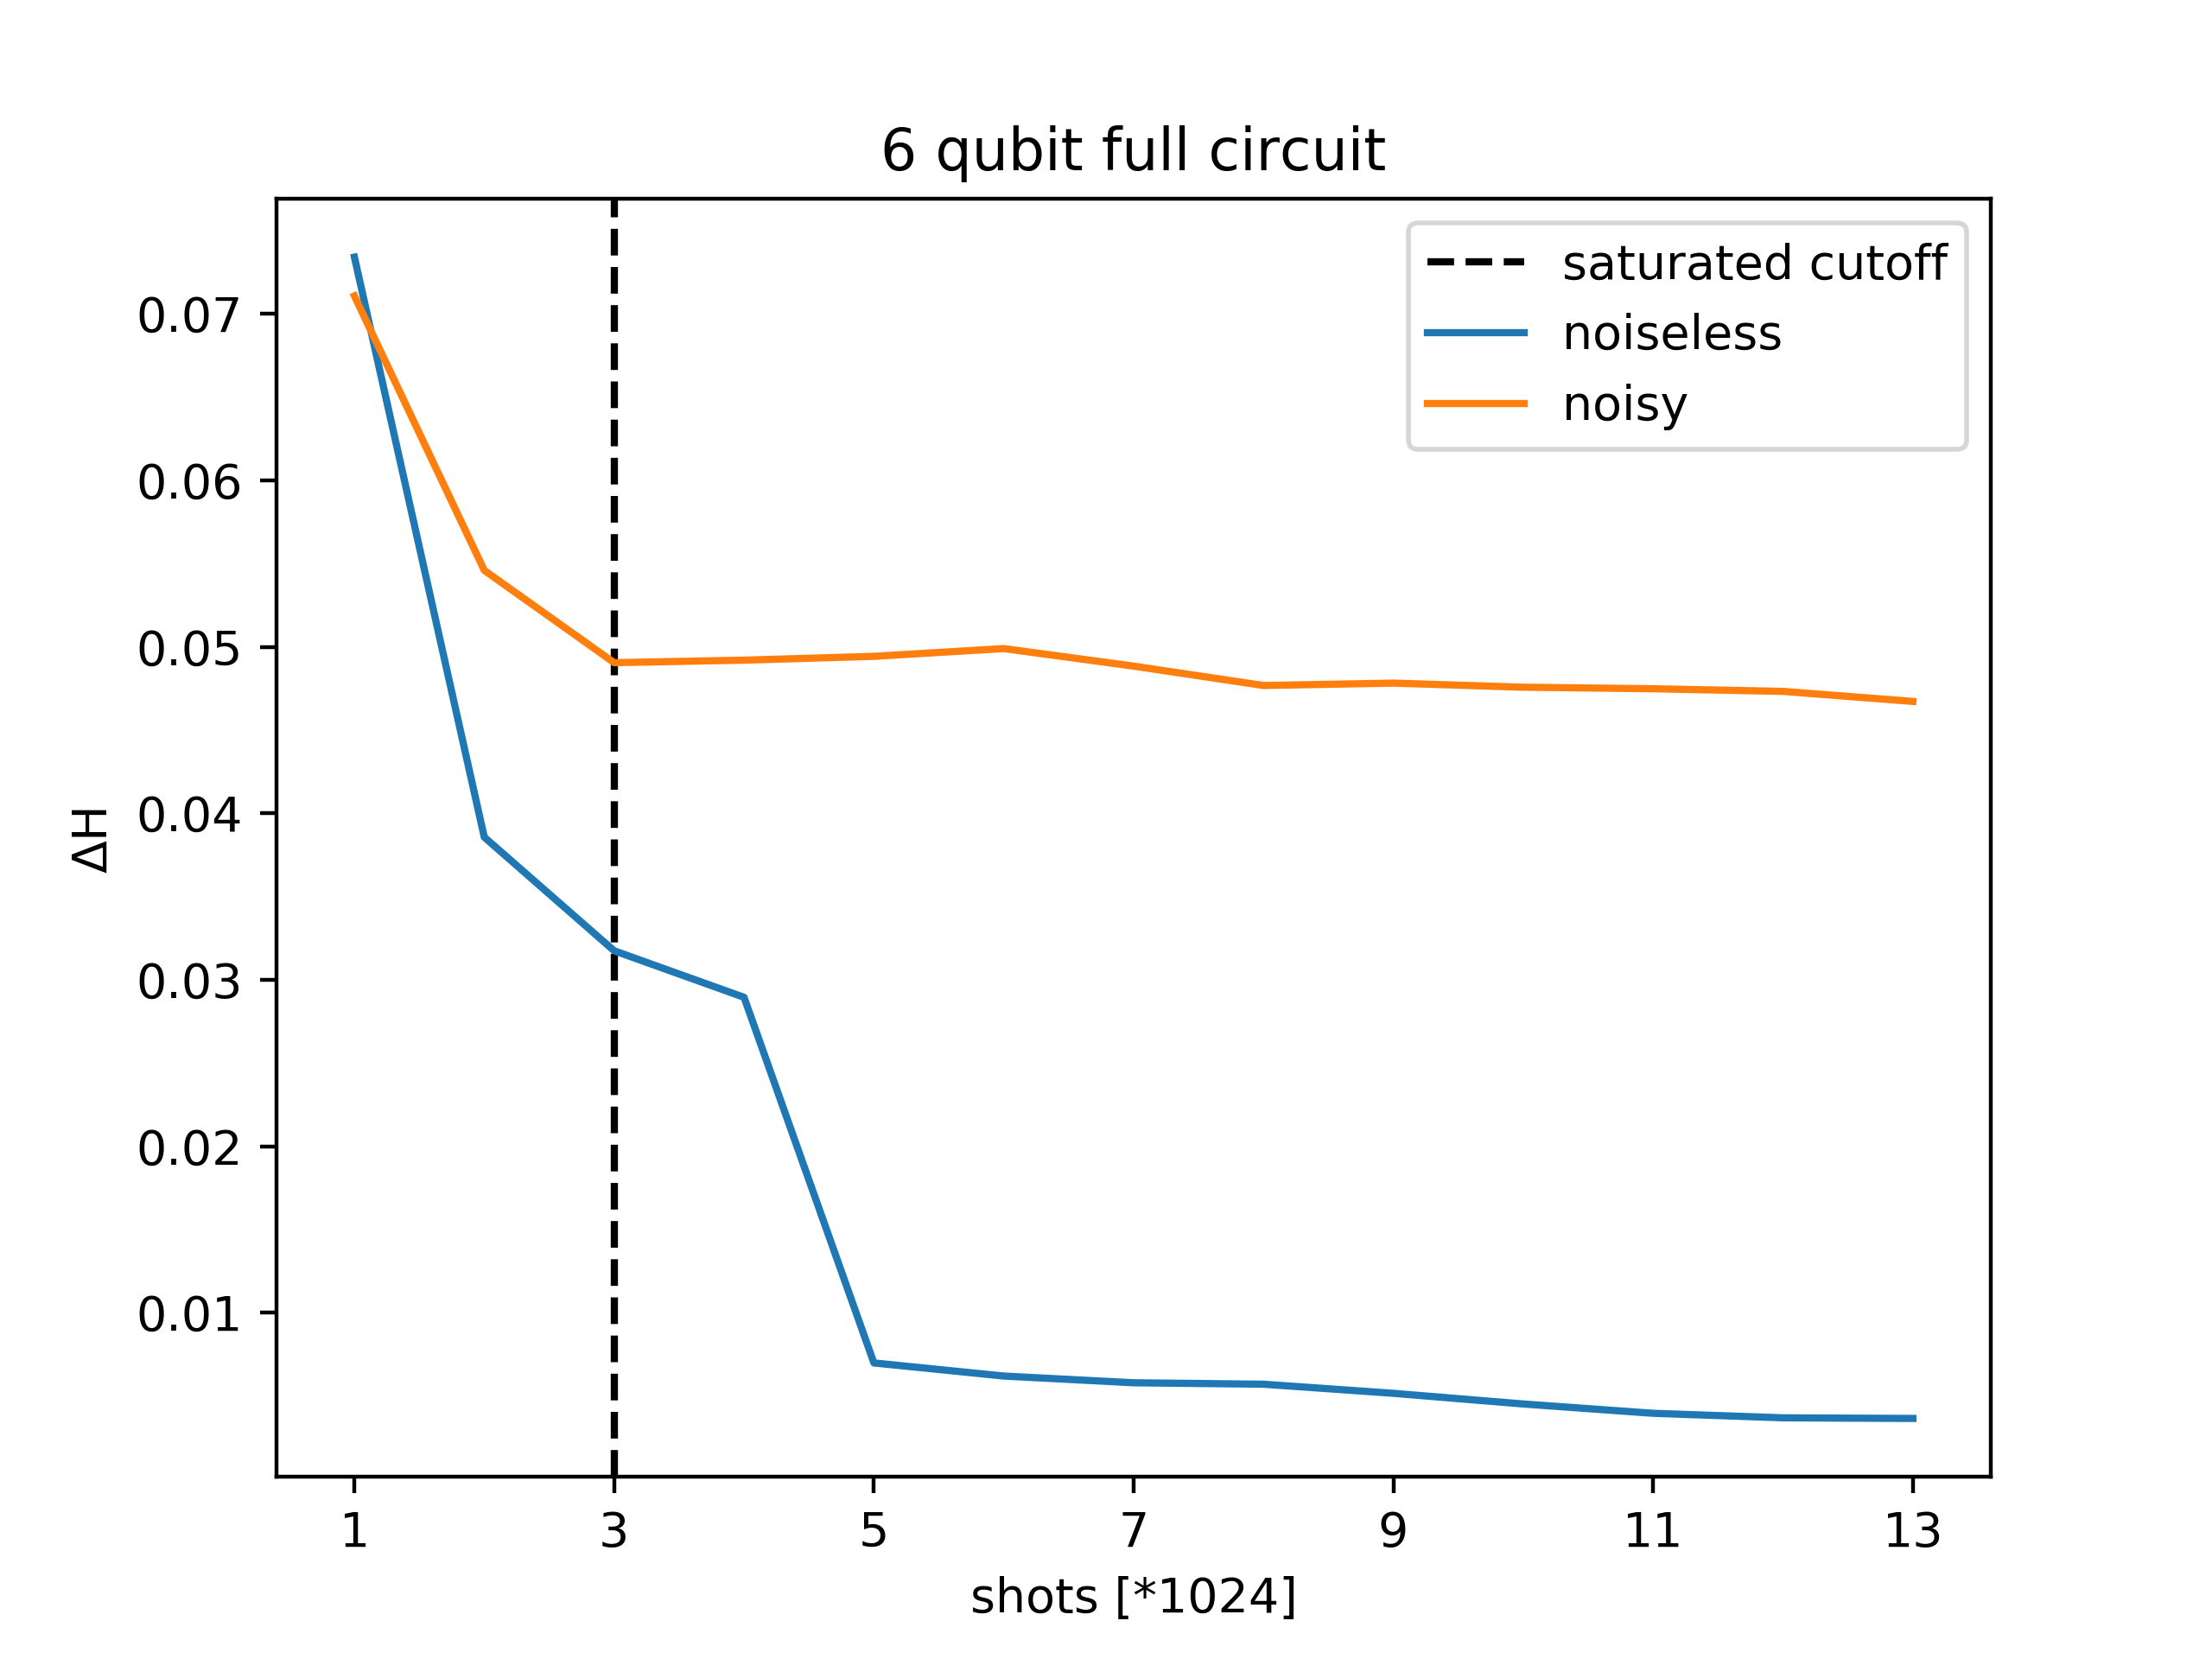 6 qubit full circuit
saturated cutoff
noiseless
noisy
0.07
0.06
0.05
0.04
0.03
0.02
0.01
ΔH
1 3 5 7 9 11 13
shots [*1024]